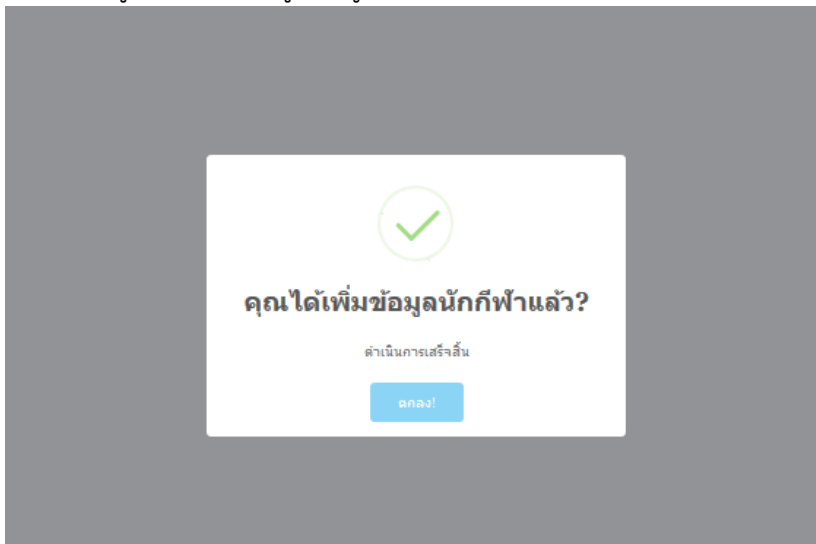 คุณได้เพิ่มข้อมูลนักกีฬาแล้ว?
ดำเนินการเสร็จสิ้น
ตกลง!